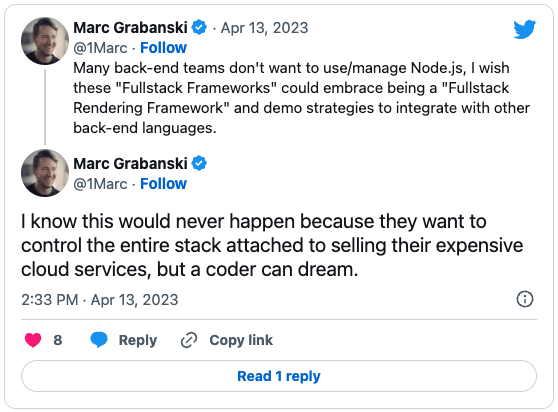 Marc Grabanski · Apr 13, 2023
@1Marc · Follow
Many back-end teams don't want to use/manage Node.js, I wish
these "Fullstack Frameworks" could embrace being a "Fullstack
Rendering Framework" and demo strategies to integrate with other
back-end languages.
Marc Grabanski
@1Marc · Follow
I know this would never happen because they want to
control the entire stack attached to selling their expensive
cloud services, but a coder can dream.
2:33 PM · Apr 13, 2023
8 Reply Copy link
Read 1 reply